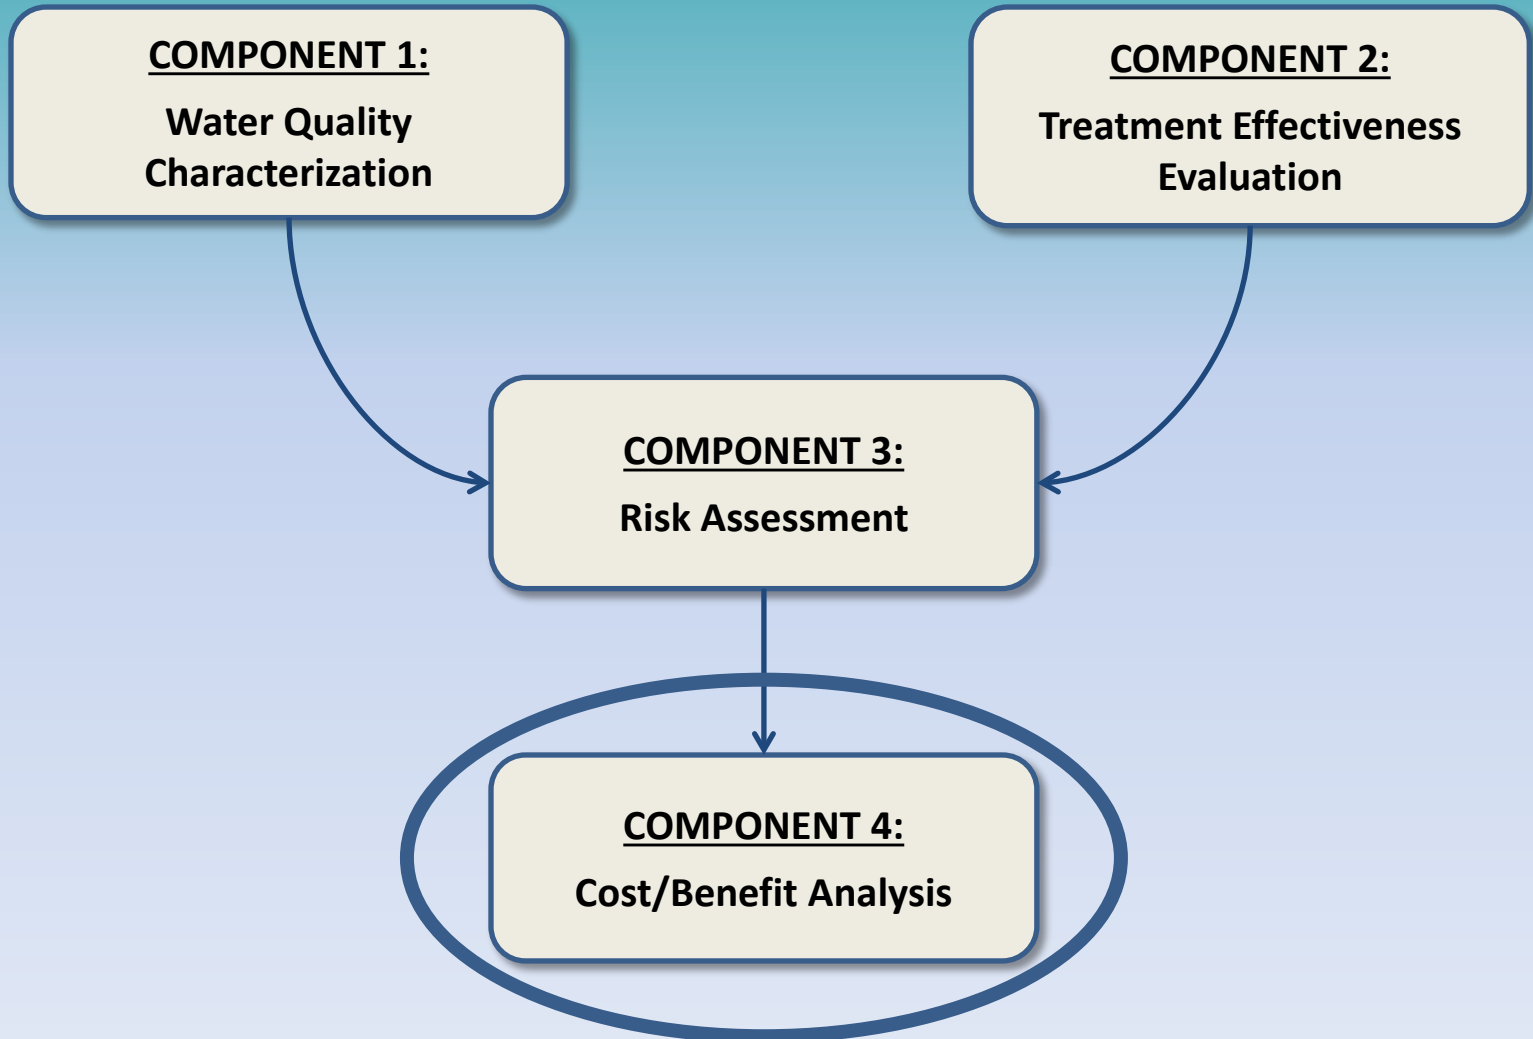 COMPONENT 1:
Water Quality
Characterization
COMPONENT 2:
Treatment Effectiveness
Evaluation
COMPONENT 3:
Risk Assessment
COMPONENT 4:
Cost/Benefit Analysis